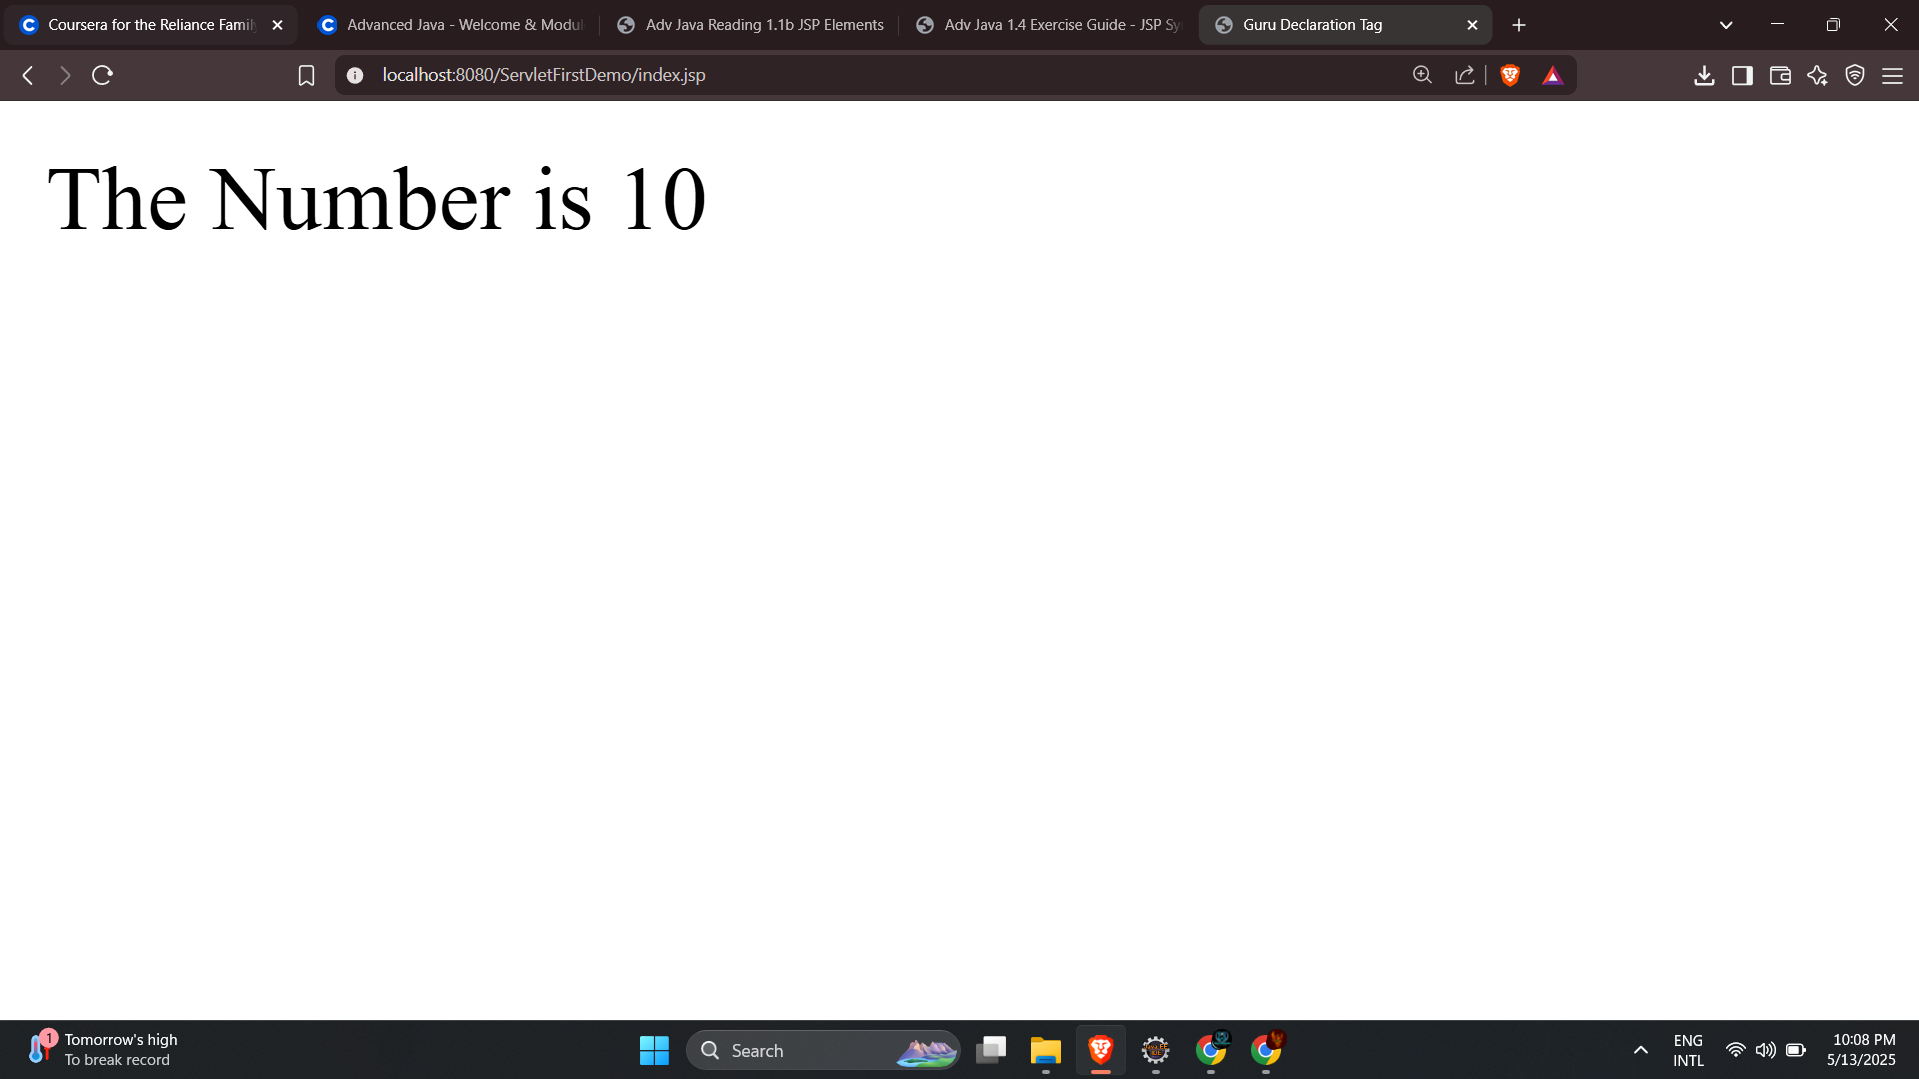 Coursera for the Reliance Family
Advanced Java - Welcome & Modul
Adv Java Reading 1.1b JSP Elements
Adv Java 1.4 Exercise Guide - JSP Sy
Guru Declaration Tag
localhost:8080/ServletFirstDemo/index.jsp
The Number is 10
1
Tomorrow's high
To break record
Search
ENG
INTL
10:08 PM
5/13/2025